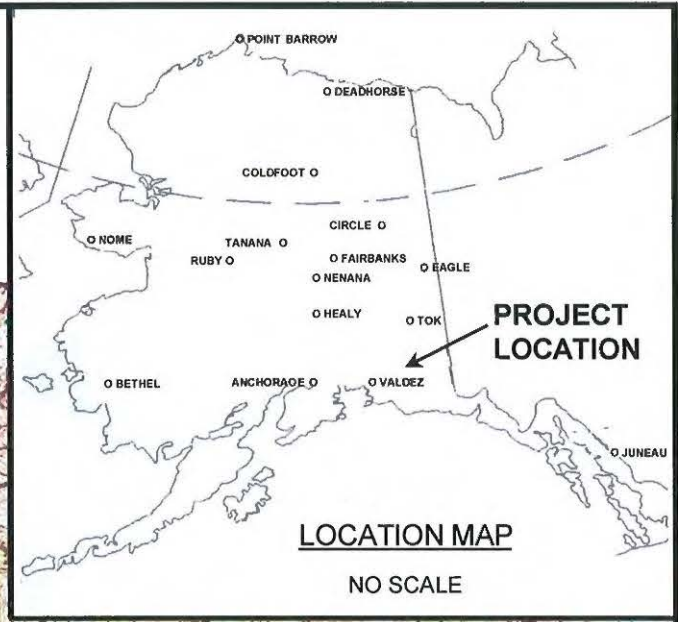 POINT BARROW
DEADHORSE
COLDFOOT
CIRCLE
NOME
TANANA
FAIRBANKS
RUBY
EAGLE
NENANA
HEALY
TOK
PROJECT
LOCATION
BETHEL
ANCHORAGE
VALDEZ
JUNEAU
LOCATION MAP
NO SCALE